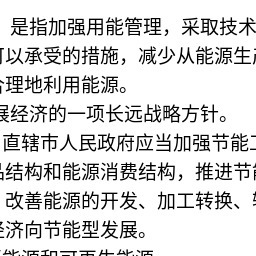 是指加强用能管理，采取技术
可以承受的措施，减少从能源生产
合理地利用能源。
展经济的一项长远战略方针。
直辖市人民政府应当加强节能工
品结构和能源消费结构，推进节能
，改善能源的开发、加工转换、
经济向节能型发展。